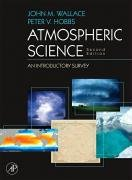 JOHN M. WALLACE
PETER V. HOBBS
ATMOSPHERIC
SCIENCE
Second
Edition
AN INTRODUCTORY SURVEY